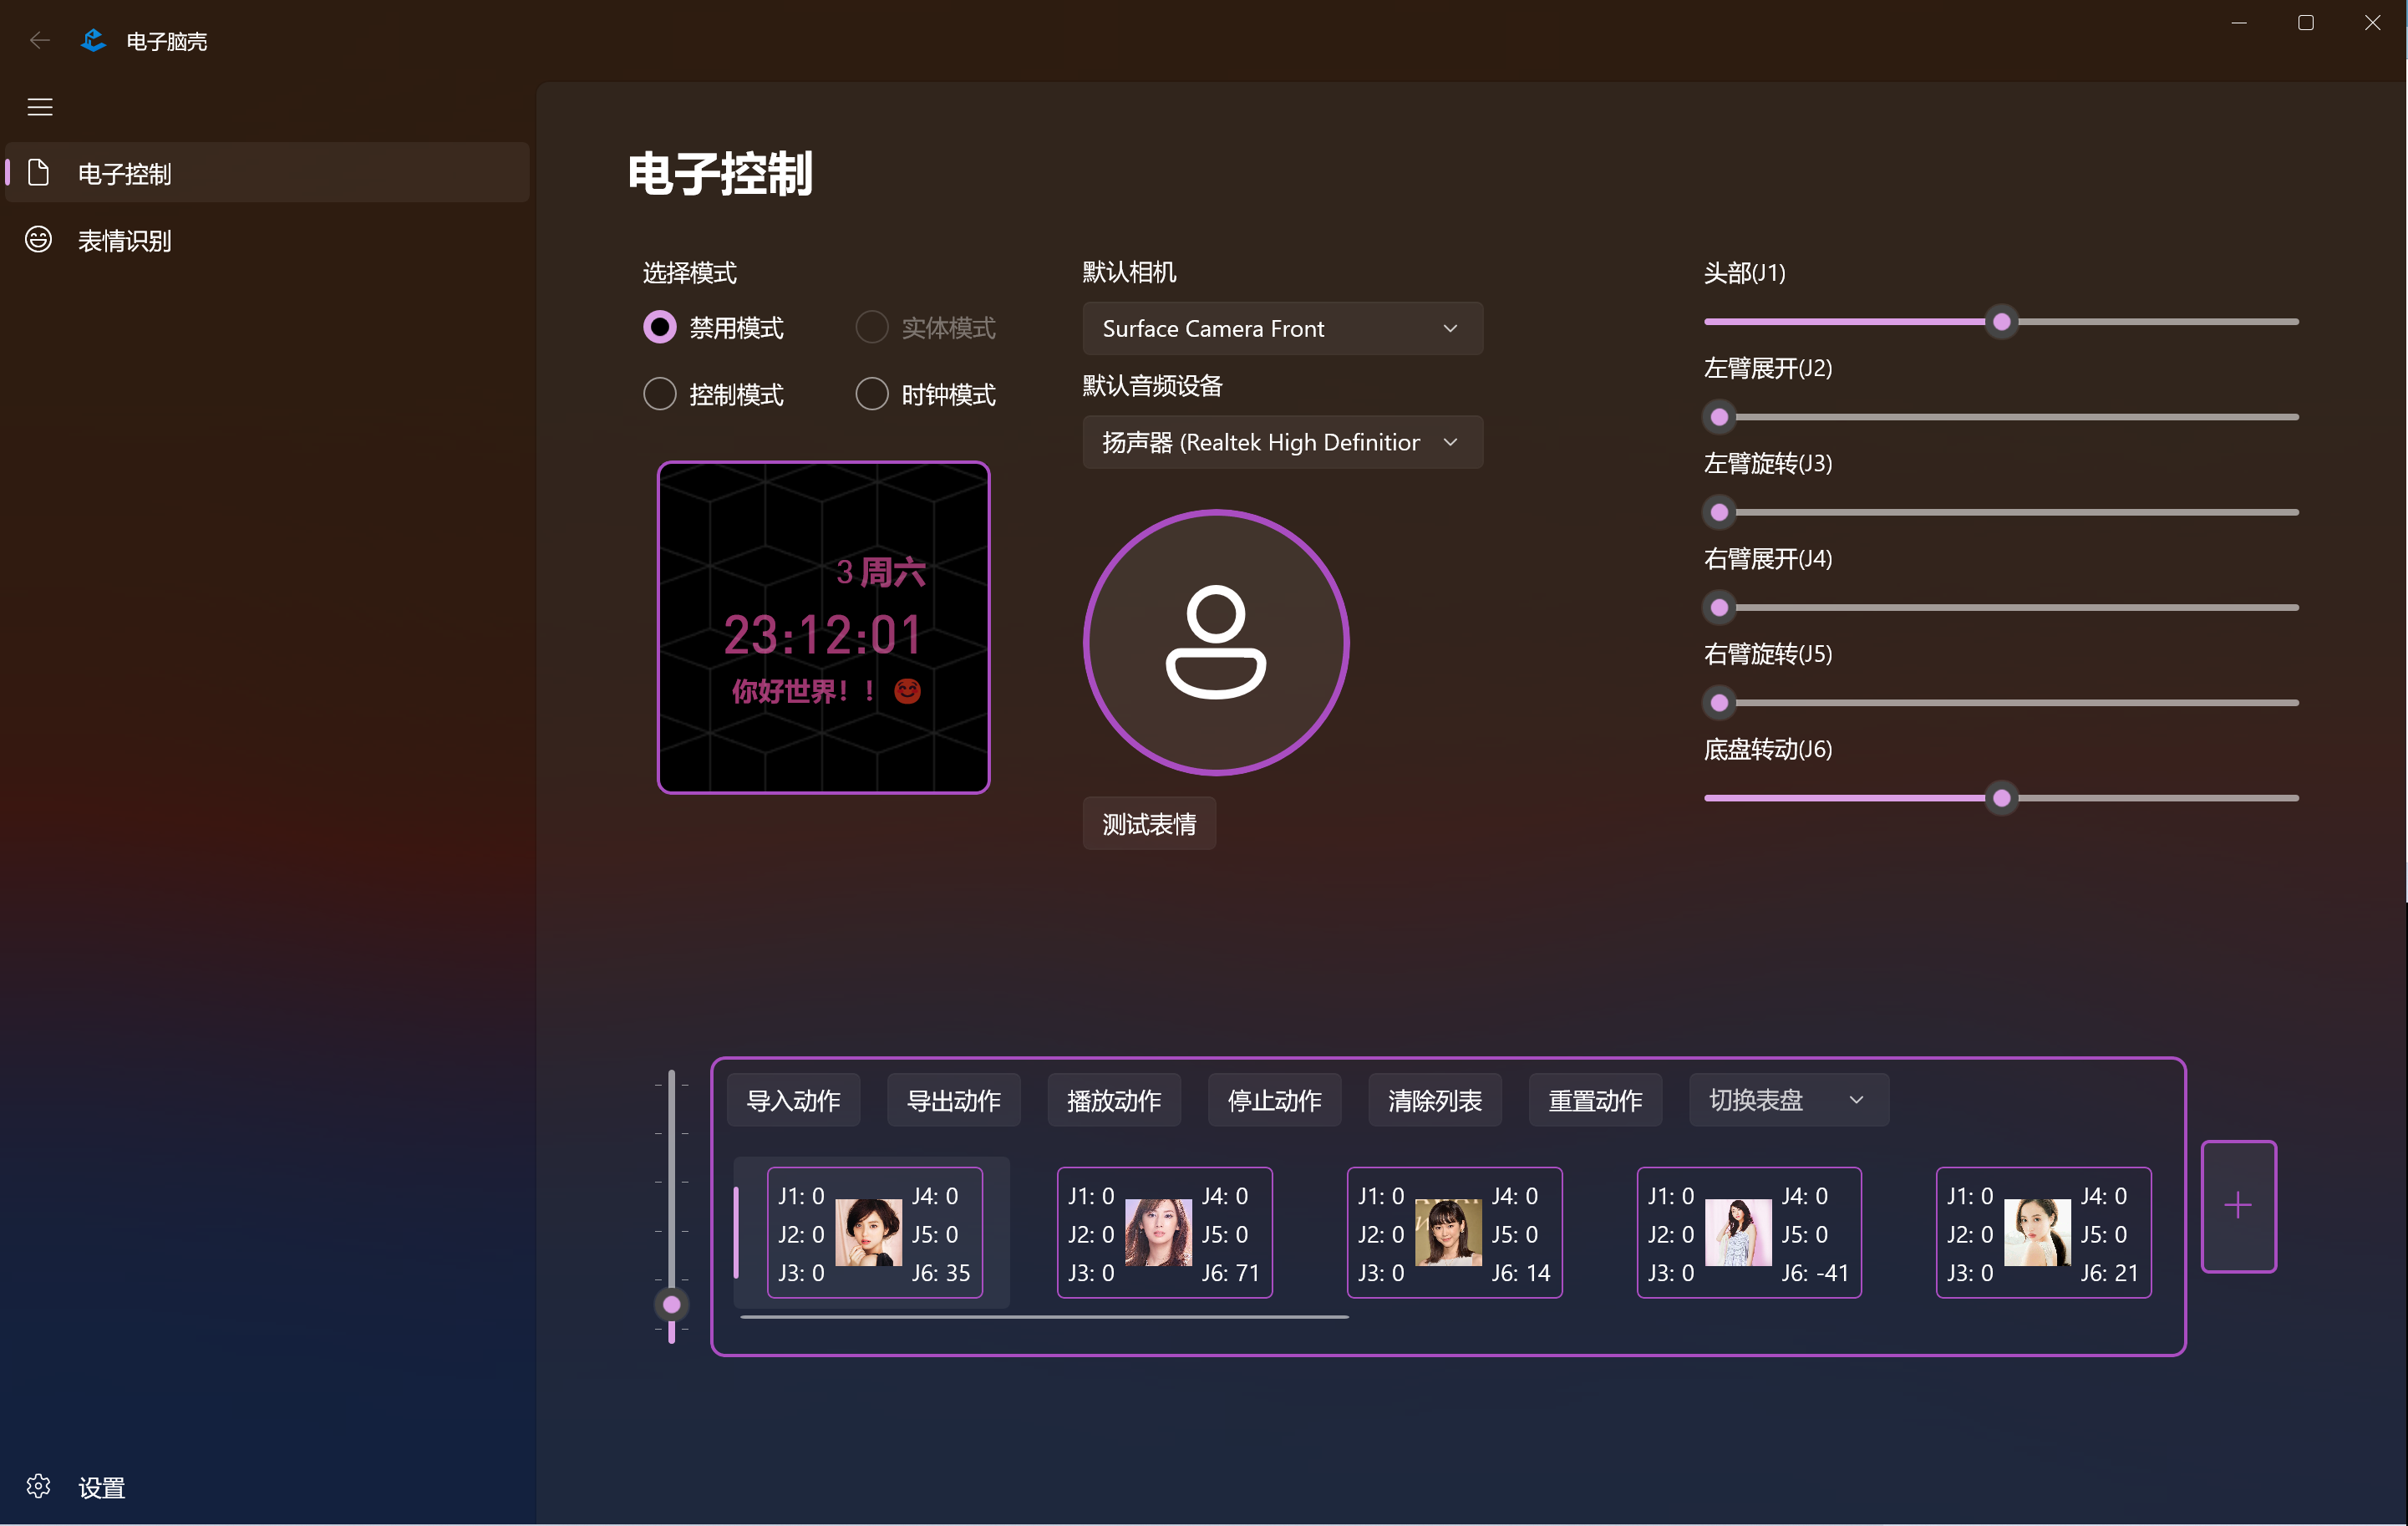 电子脑壳
电子控制
表情识别
设置
电子控制
选择模式
禁用模式
实体模式
控制模式
时钟模式
3 周六
23:12:01
你好世界！！😊
默认相机
Surface Camera Front
默认音频设备
扬声器 (Realtek High Definitior
测试表情
头部(J1)
左臂展开(J2)
左臂旋转(J3)
右臂展开(J4)
右臂旋转(J5)
底盘转动(J6)
导入动作
导出动作
播放动作
停止动作
清除列表
重置动作
切换表盘
J1: 0 J4: 0
J2: 0 J5: 0
J3: 0 J6: 35
J1: 0 J4: 0
J2: 0 J5: 0
J3: 0 J6: 71
J1: 0 J4: 0
J2: 0 J5: 0
J3: 0 J6: 14
J1: 0 J4: 0
J2: 0 J5: 0
J3: 0 J6: -41
J1: 0 J4: 0
J2: 0 J5: 0
J3: 0 J6: 21